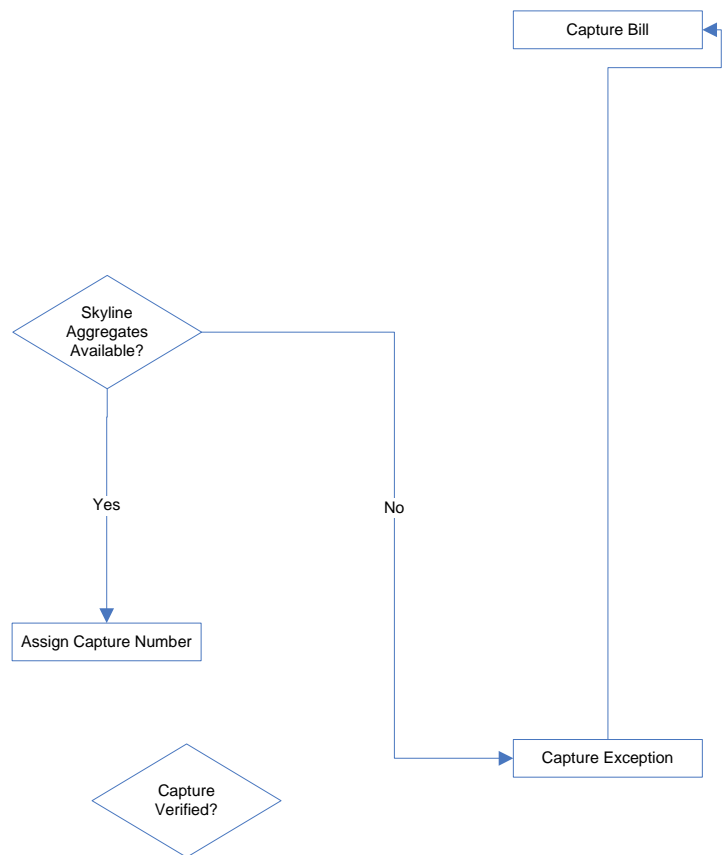 Capture Bill
Skyline
Aggregates
Available?
Yes
No
Assign Capture Number
Capture Exception
Capture
Verified?